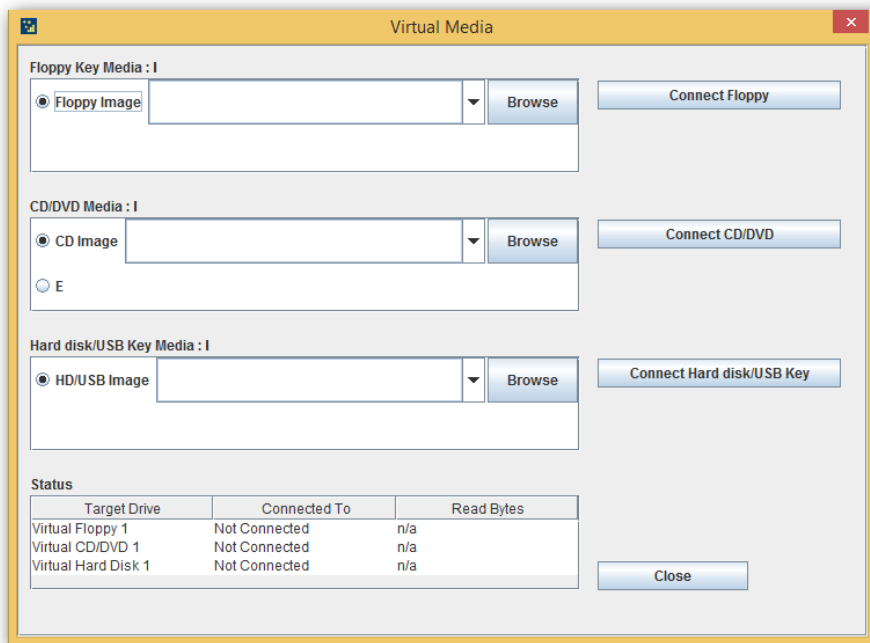 Virtual Media
Floppy Key Media : I
Floppy Image
Browse
Connect Floppy
CD/DVD Media : I
CD Image
Browse
Connect CD/DVD
E
Hard disk/USB Key Media : I
HD/USB Image
Browse
Connect Hard disk/USB Key
Status
Target Drive Connected To Read Bytes
Virtual Floppy 1 Not Connected n/a
Virtual CD/DVD 1 Not Connected n/a
Virtual Hard Disk 1 Not Connected n/a
Close